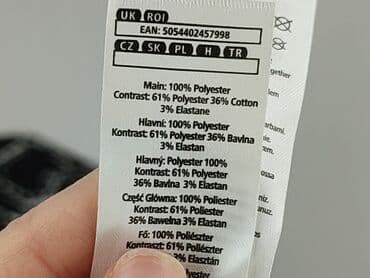 UK ROI
EAN: 5054402457998
CZ SK PL H TR
Main: 100% Polyester
Contrast: 61% Polyester 36% Cotton
3% Elastane
Hlavní: 100% Polyester
Kontrast: 61% Polyester 36% Bavlna
3% Elastan
Hlavný: Polyester 100%
Kontrast: 61% Polyester
36% Bavlna 3% Elastan
Część Główna: 100% Poliester
Kontrast: 61% Poliester
36% Bawełna 3% Elastan
Fő: 100% Poliészter
Kontraszt: 61% Poliészter
3% Elasztán
together